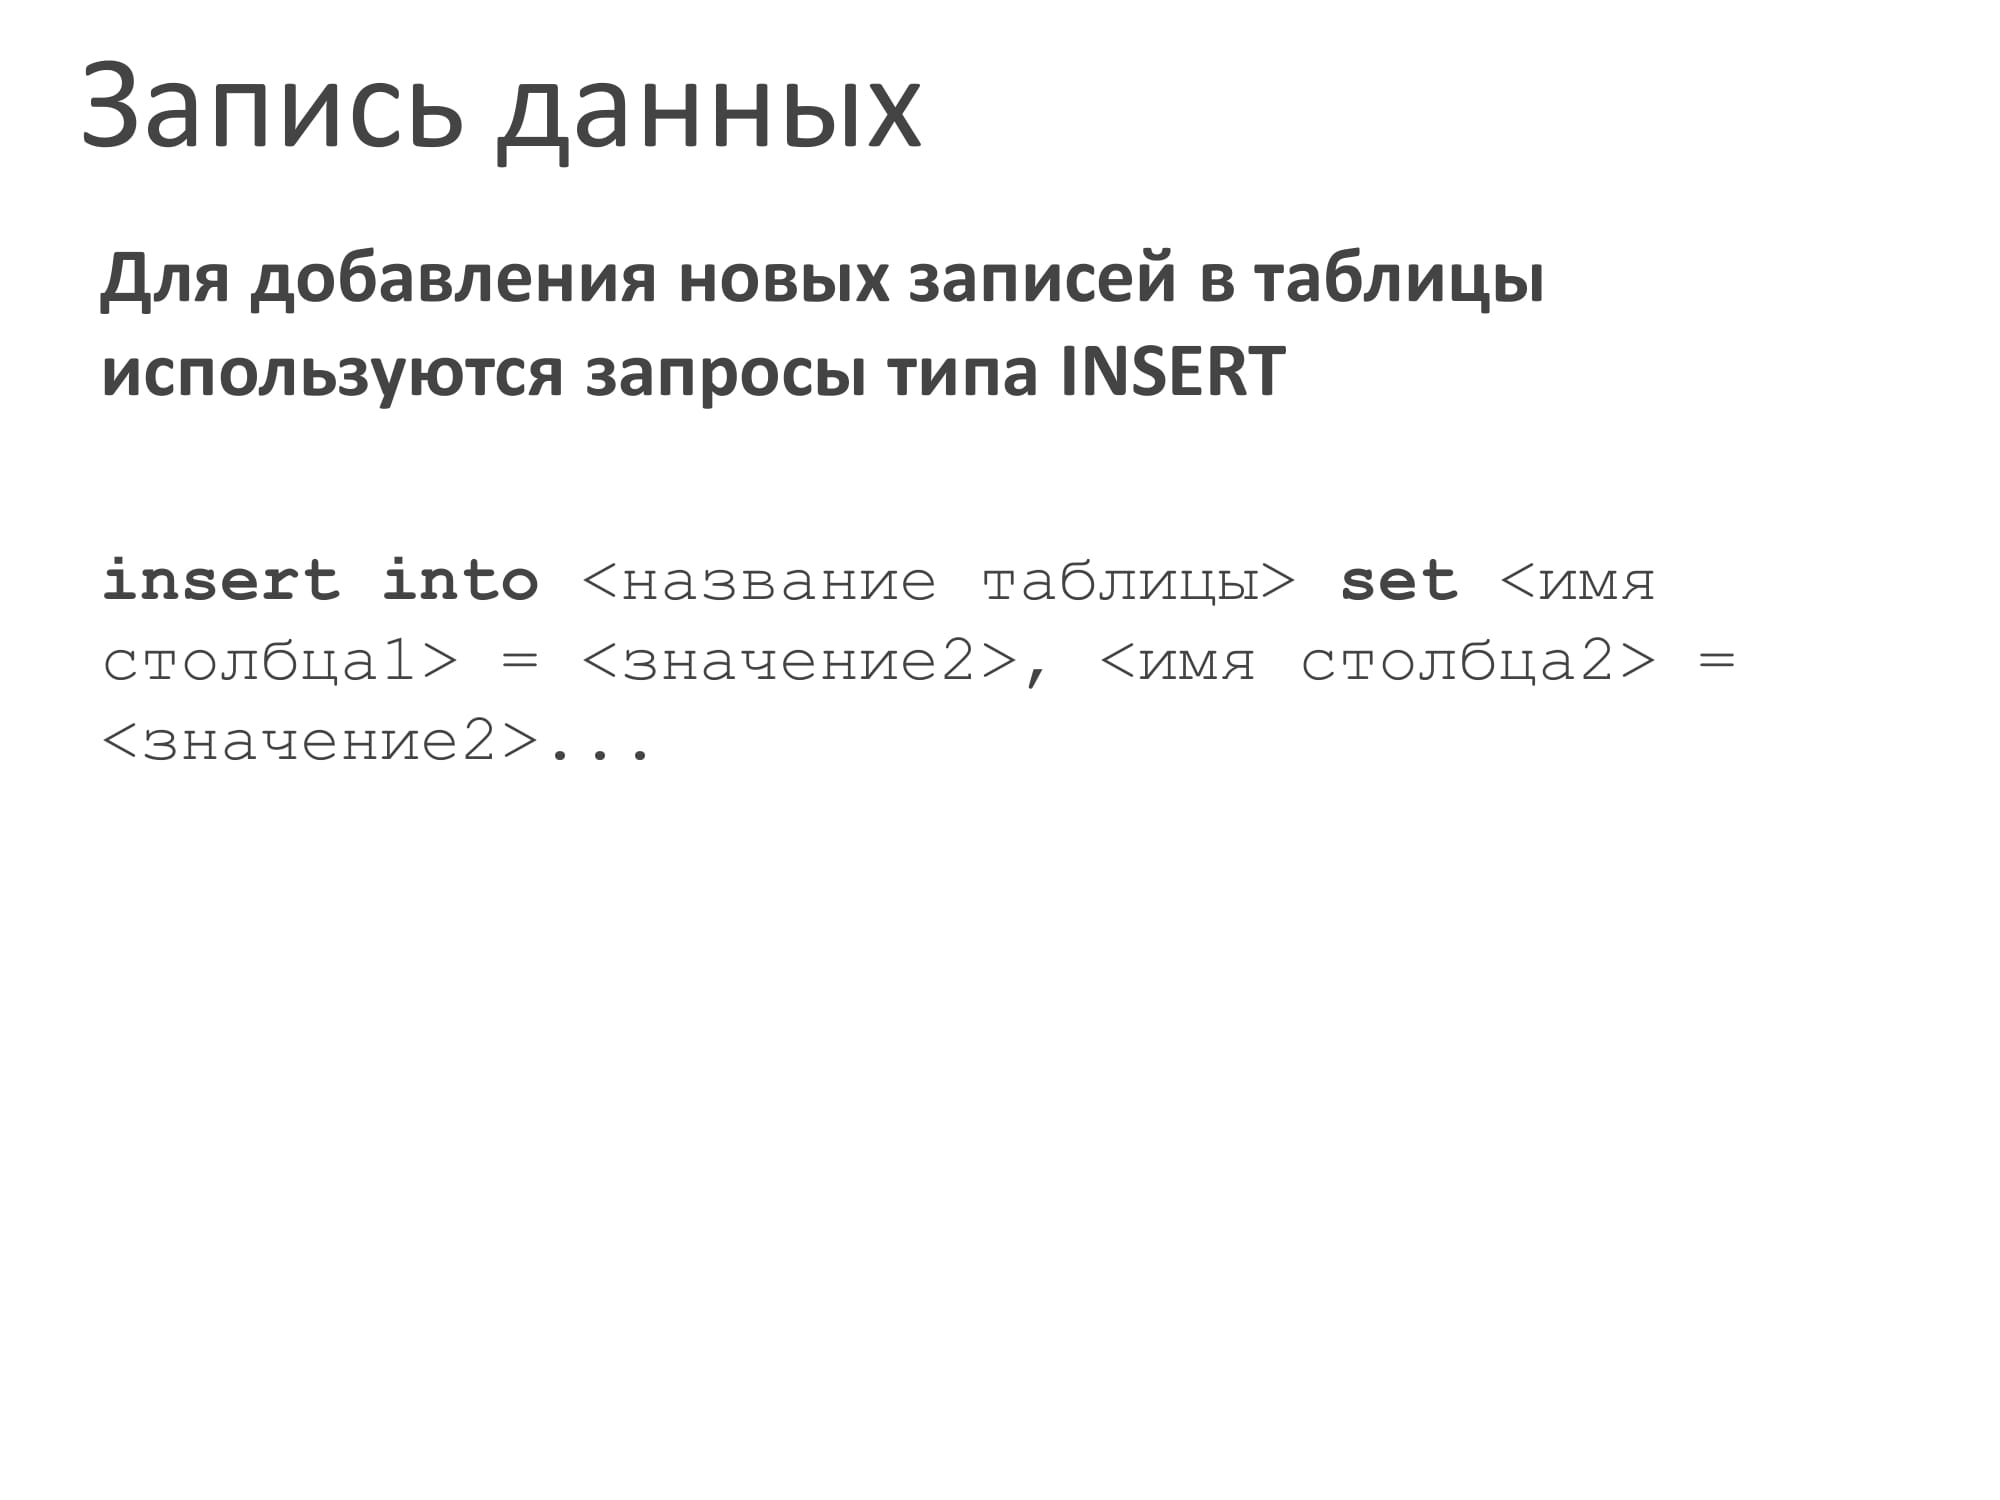 Запись данных
Для добавления новых записей в таблицы
используются запросы типа INSERT
insert into <название таблицы> set <имя
столбца1> = <значение2>, <имя столбца2> =
<значение2>...